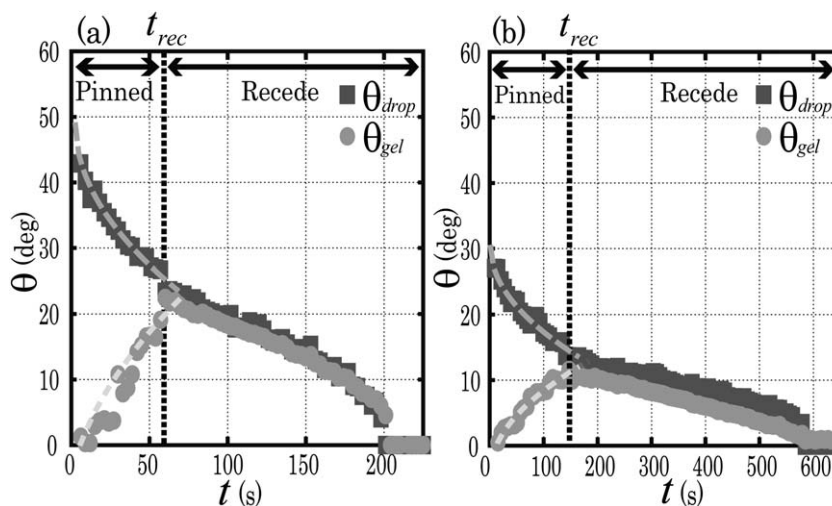 (a) t_rec
Pinned Recede
θ_drop
θ_gel
θ (deg)
60
50
40
30
20
10
0
0 50 100 150 200
t (s)
(b) t_rec
Pinned Recede
θ_drop
θ_gel
θ (deg)
60
50
40
30
20
10
0
0 100 200 300 400 500 600
t (s)